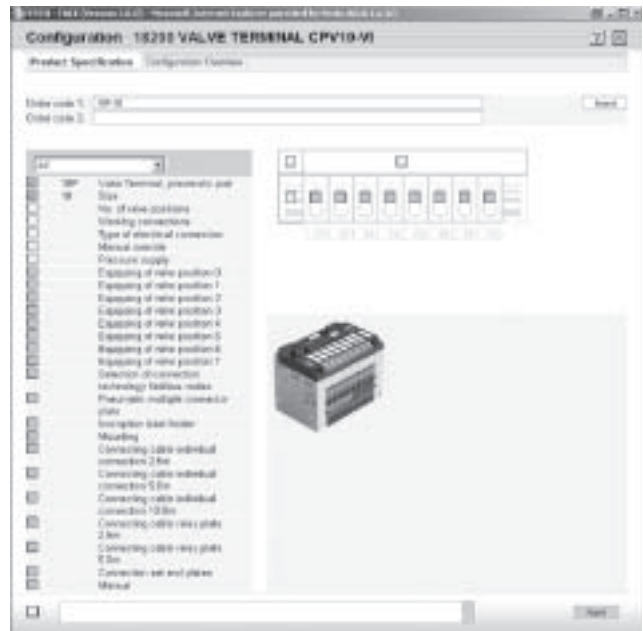 Configuration 18200 VALVE TERMINAL CPV10-VI
Product Specification Configuration Overview
Order code 1:
Order code 2:
All
Valve Terminal, pneumatic part
10 Size
No. of valve positions
Working connections
Type of electrical connection
Manual override
Pressure supply
Equipping of valve position 0
Equipping of valve position 1
Equipping of valve position 2
Equipping of valve position 3
Equipping of valve position 4
Equipping of valve position 5
Equipping of valve position 6
Equipping of valve position 7
Selection of connection
technology fieldbus nodes
Pneumatic multiple connector
plate
Inscription label holder
Mounting
Connecting cable individual
connection 2.5m
Connecting cable individual
connection 5.0m
Connecting cable individual
connection 10.0m
Connecting cable relay plate
2.5m
Connecting cable relay plate
5.0m
Connection set end plates
Manual